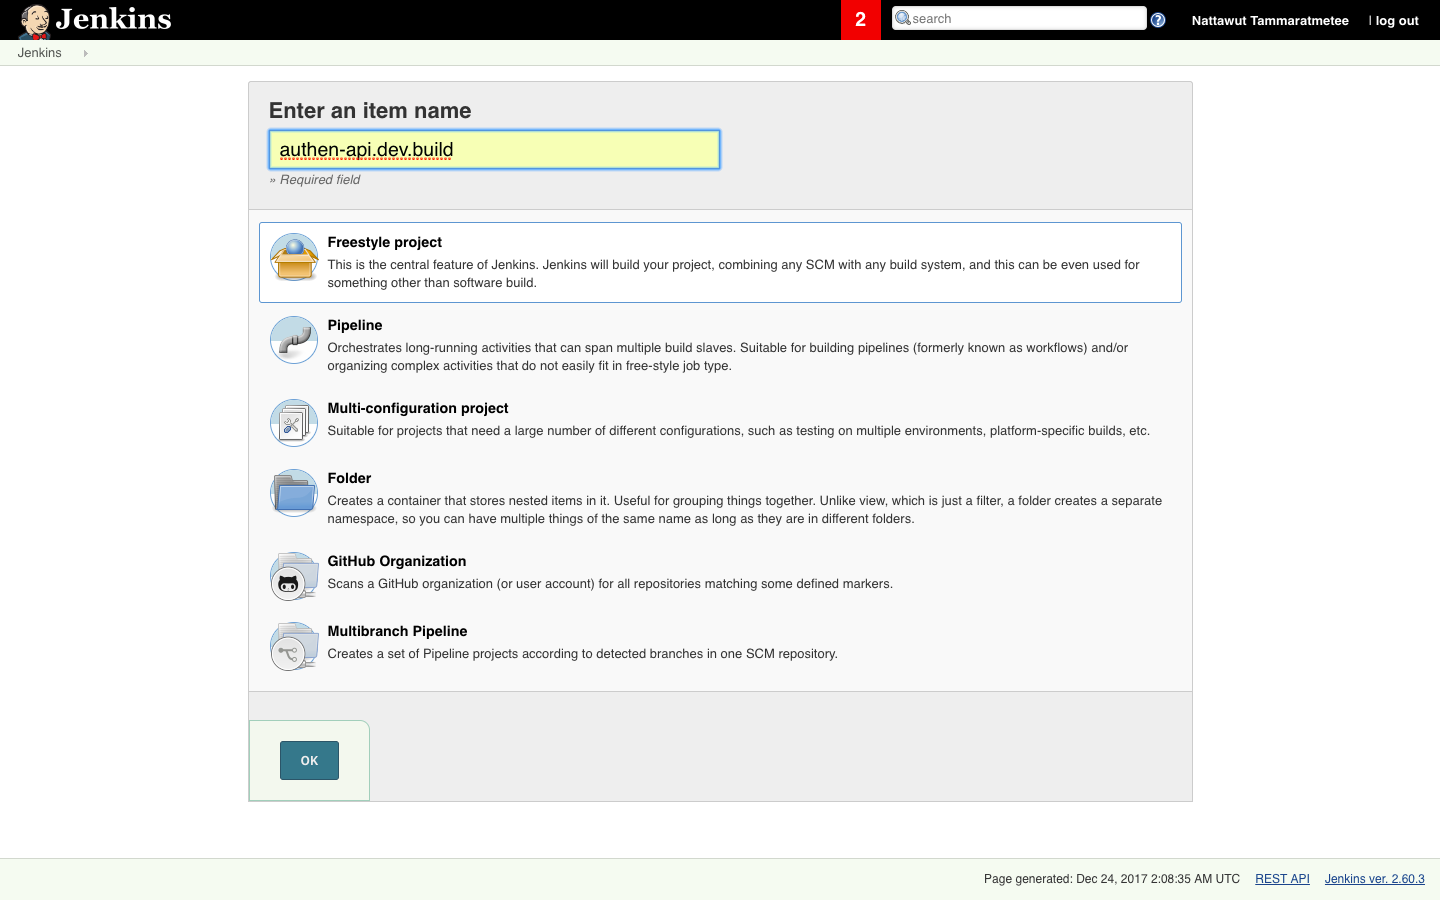 Jenkins
2
search
Nattawut Tammaratmetee
| log out
Jenkins
Enter an item name
authen-api.dev.build
» Required field
Freestyle project
This is the central feature of Jenkins. Jenkins will build your project, combining any SCM with any build system, and this can be even used for
something other than software build.
Pipeline
Orchestrates long-running activities that can span multiple build slaves. Suitable for building pipelines (formerly known as workflows) and/or
organizing complex activities that do not easily fit in free-style job type.
Multi-configuration project
Suitable for projects that need a large number of different configurations, such as testing on multiple environments, platform-specific builds, etc.
Folder
Creates a container that stores nested items in it. Useful for grouping things together. Unlike view, which is just a filter, a folder creates a separate
namespace, so you can have multiple things of the same name as long as they are in different folders.
GitHub Organization
Scans a GitHub organization (or user account) for all repositories matching some defined markers.
Multibranch Pipeline
Creates a set of Pipeline projects according to detected branches in one SCM repository.
OK
Page generated: Dec 24, 2017 2:08:35 AM UTC
REST API
Jenkins ver. 2.60.3